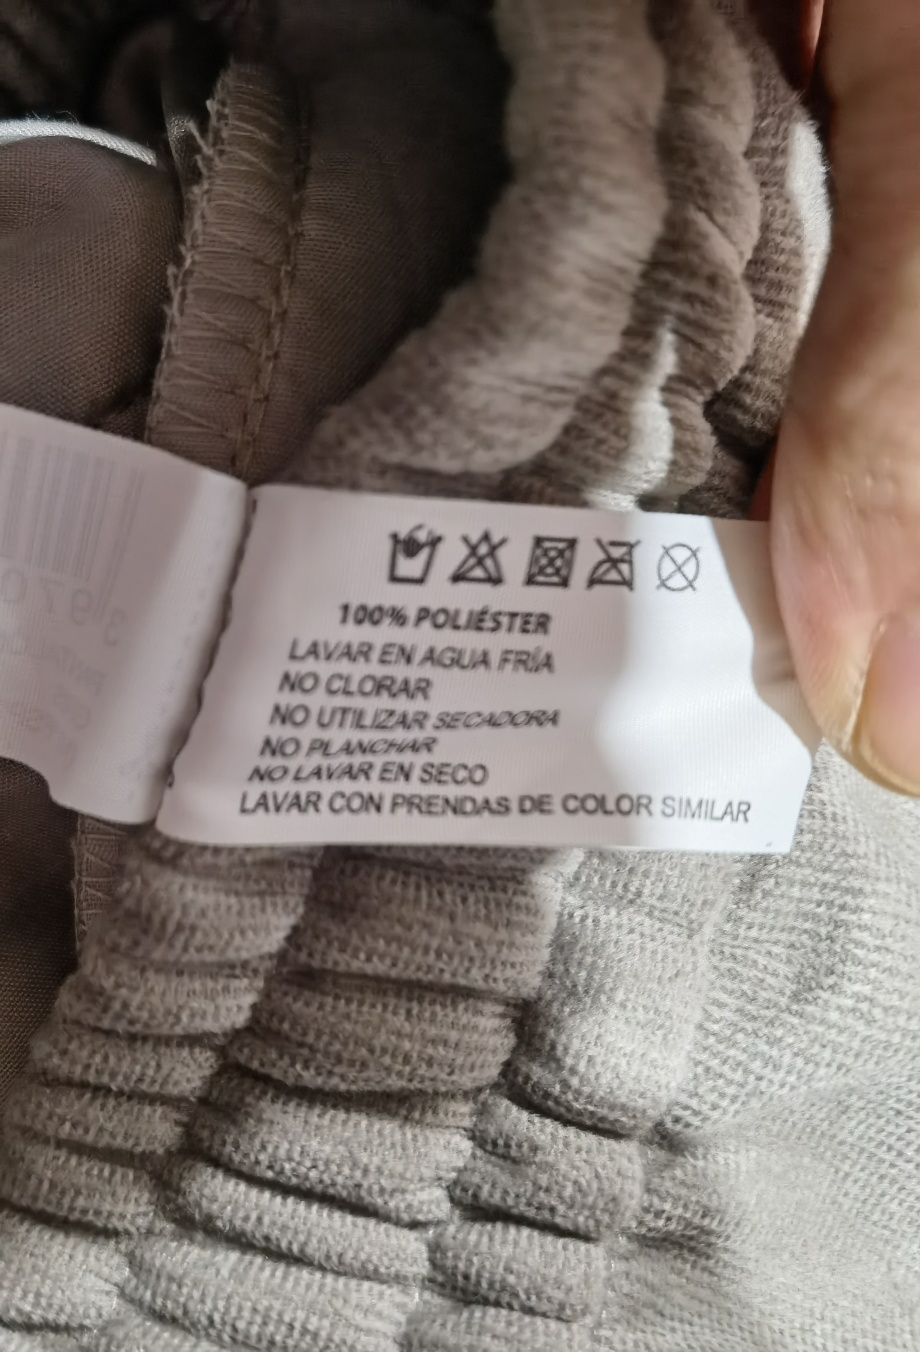 100% POLIÉSTER
LAVAR EN AGUA FRÍA
NO CLORAR
NO UTILIZAR SECADORA
NO PLANCHAR
NO LAVAR EN SECO
LAVAR CON PRENDAS DE COLOR SIMILAR